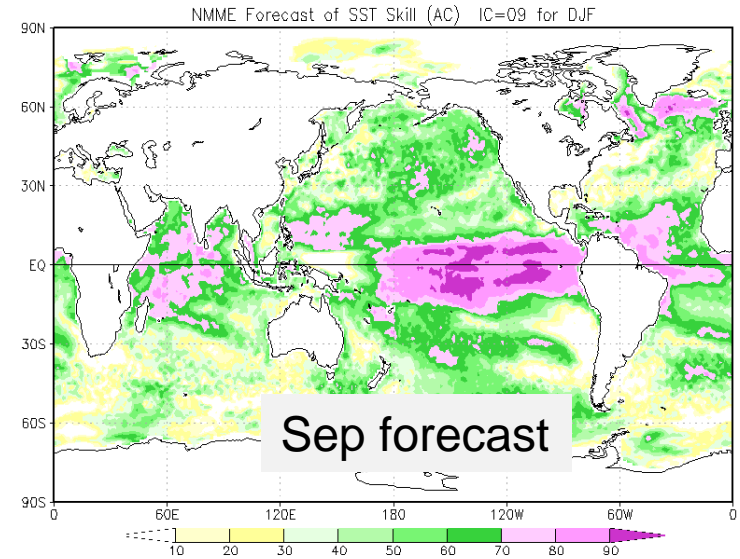 NMME Forecast of SST Skill (AC) IC=09 for DJF
90N
60N
30N
EQ
30S
60S
90S
Sep forecast
0 60E 120E 180 120W 60W 0
10 20 30 40 50 60 70 80 90